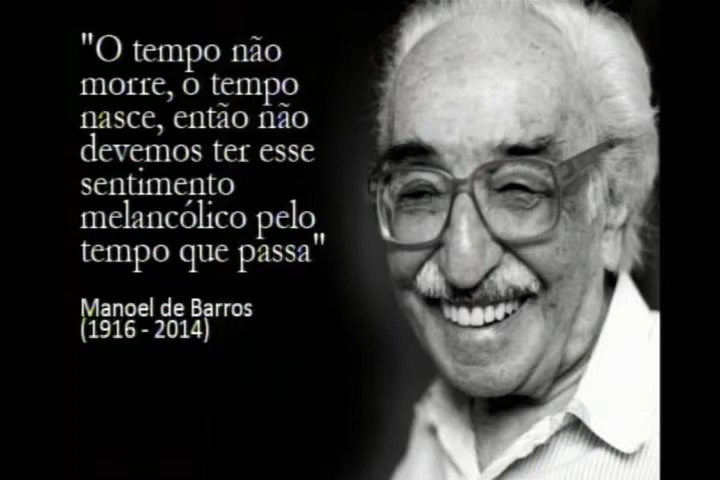 "O tempo não
morre, o tempo
nasce, então não
devemos ter esse
sentimento
melancólico pelo
tempo que passa"
Manoel de Barros
(1916 - 2014)